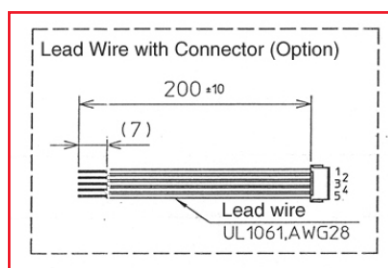 Lead Wire with Connector (Option)
200 ±10
(7)
1
2
3
4
5
Lead wire
UL1061,AWG28